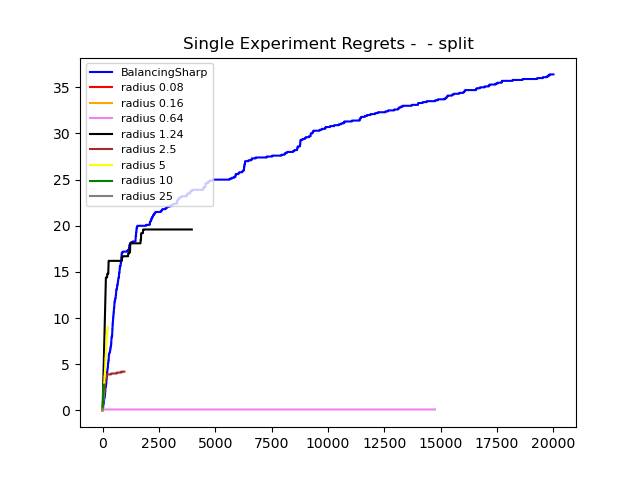 Single Experiment Regrets -  - split
BalancingSharp
radius 0.08
radius 0.16
radius 0.64
radius 1.24
radius 2.5
radius 5
radius 10
radius 25
35
30
25
20
15
10
5
0
0 2500 5000 7500 10000 12500 15000 17500 20000